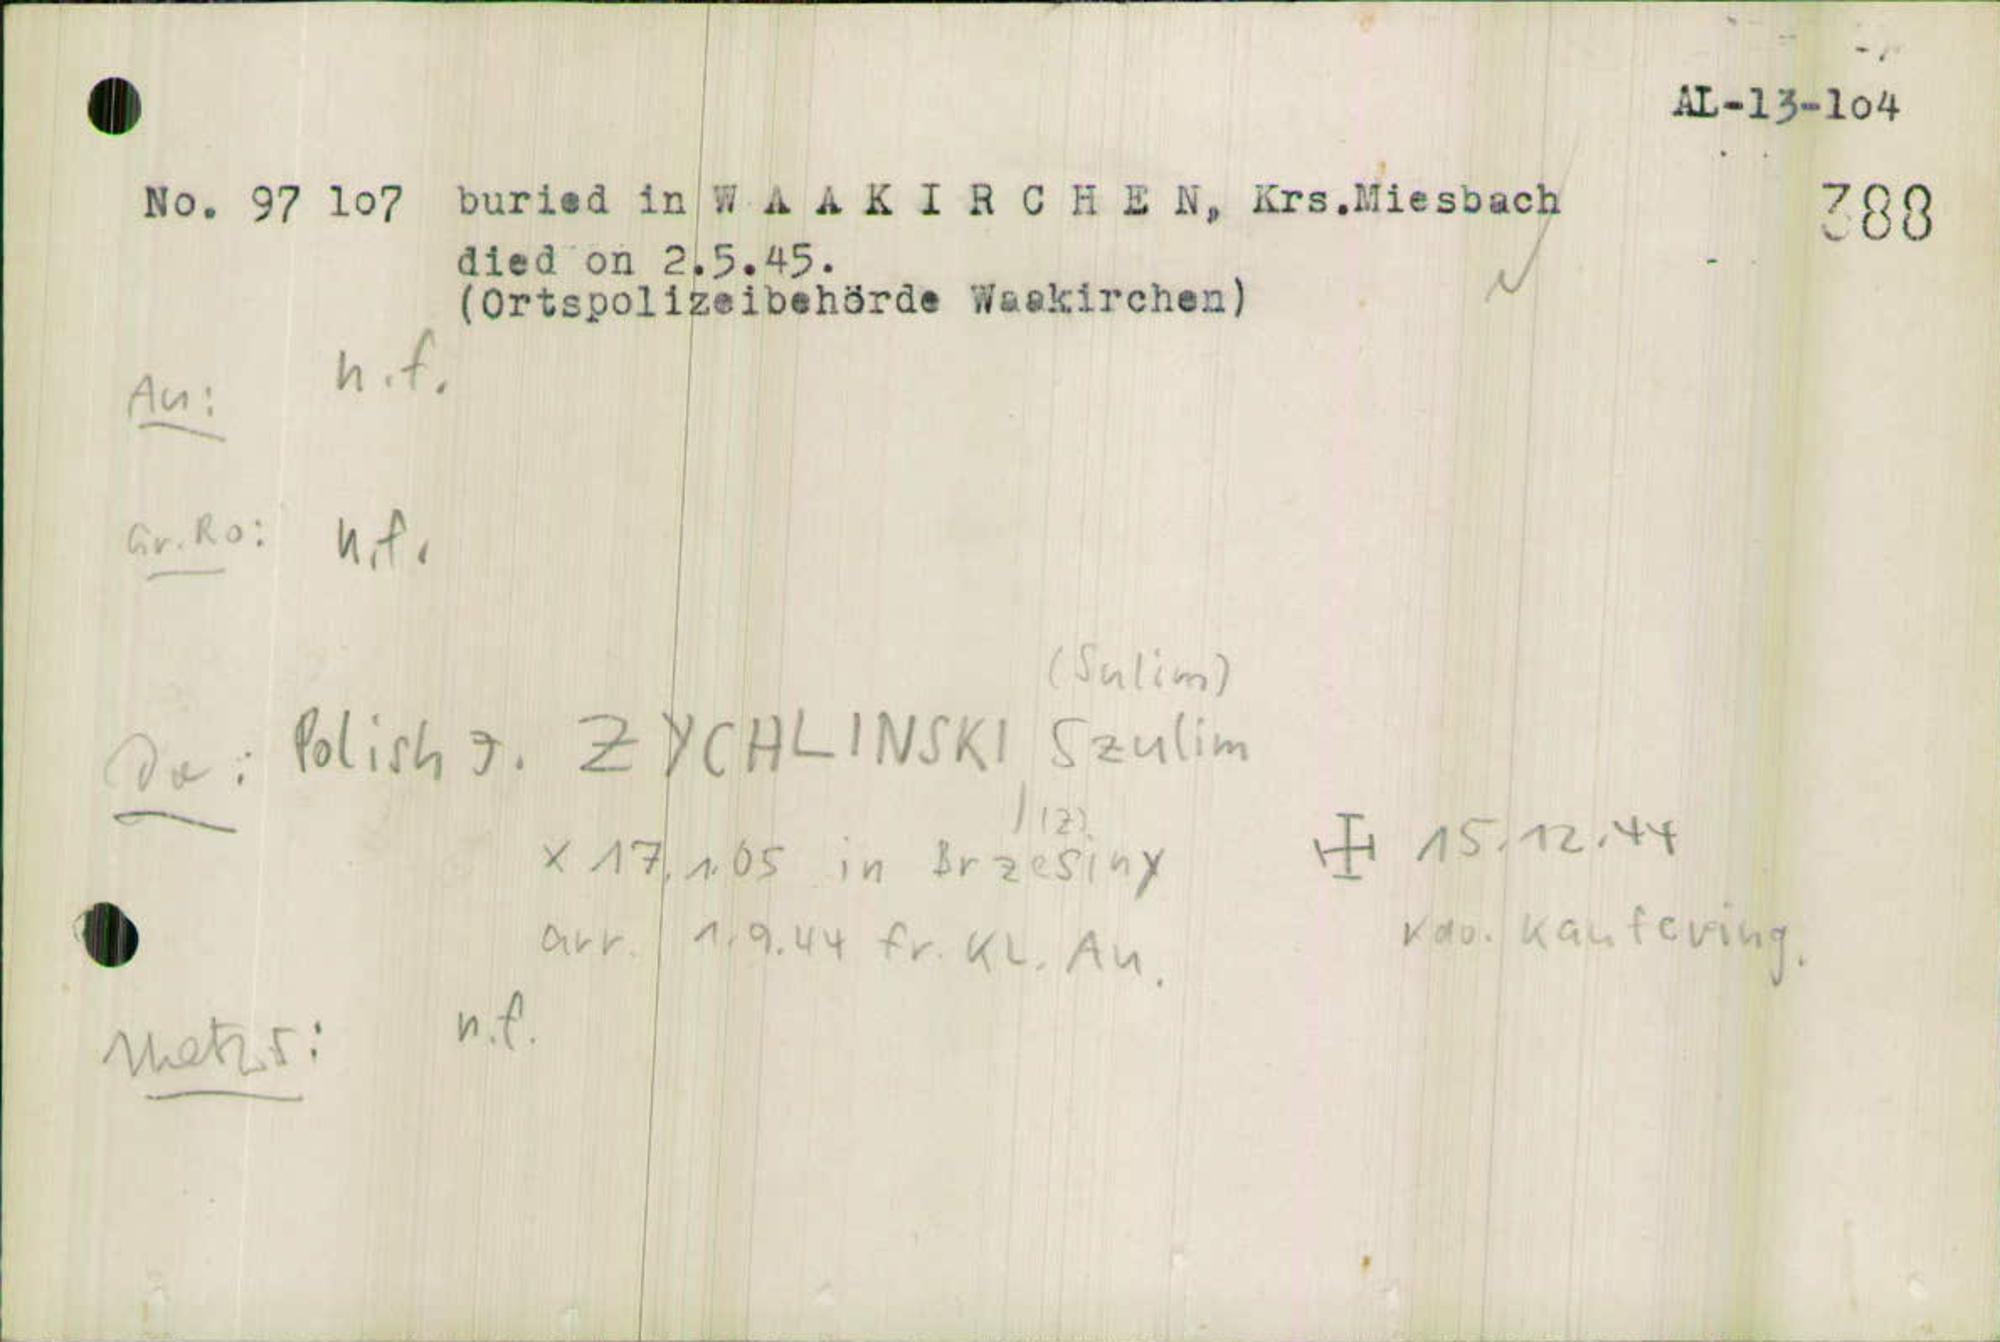 AL-13-1o4
No. 97 1o7 buried in W A A K I R C H E N, Krs.Miesbach
388
died on 2.5.45.
(Ortspolizeibehörde Waakirchen)
Au: n.f.
Gr.Ro: n.f.
(Sulim)
Da: Polish J. ZYCHLINSKI Szulim
(z)
x 17.1.05 in Brzesiny
15.12.44
arr. 1.9.44 fr. KL. Au.
Kdo. Kaufering.
n.f.